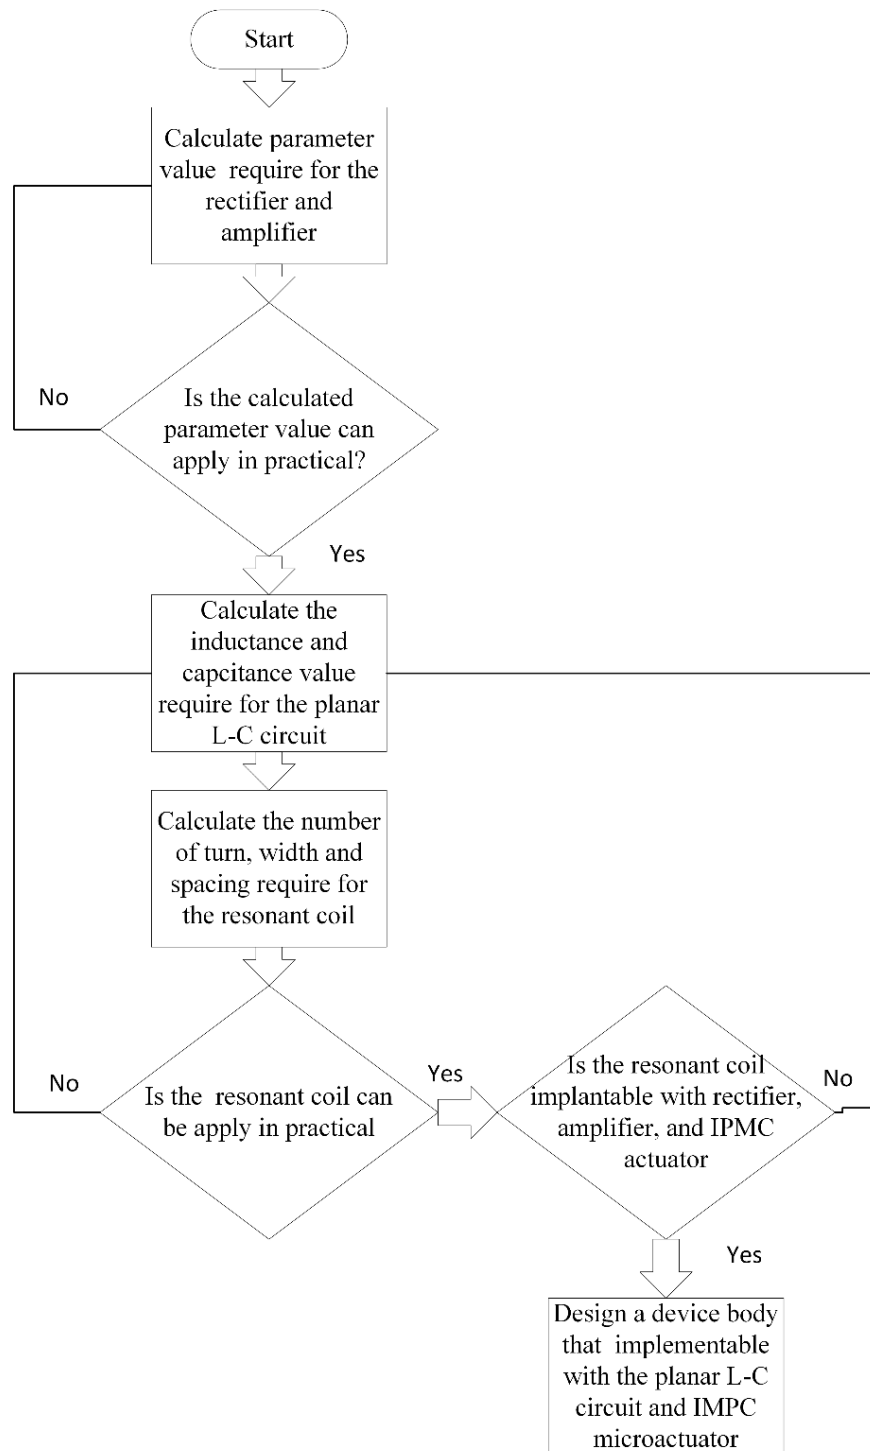 Start
Calculate parameter
value require for the
rectifier and
amplifier
No
Is the calculated
parameter value can
apply in practical?
Yes
Calculate the
inductance and
capcitance value
require for the planar
L-C circuit
Calculate the number
of turn, width and
spacing require for
the resonant coil
No
Is the resonant coil can
be apply in practical
Yes
Is the resonant coil
implantable with rectifier,
amplifier, and IPMC
actuator
No
Yes
Design a device body
that implementable
with the planar L-C
circuit and IMPC
microactuator